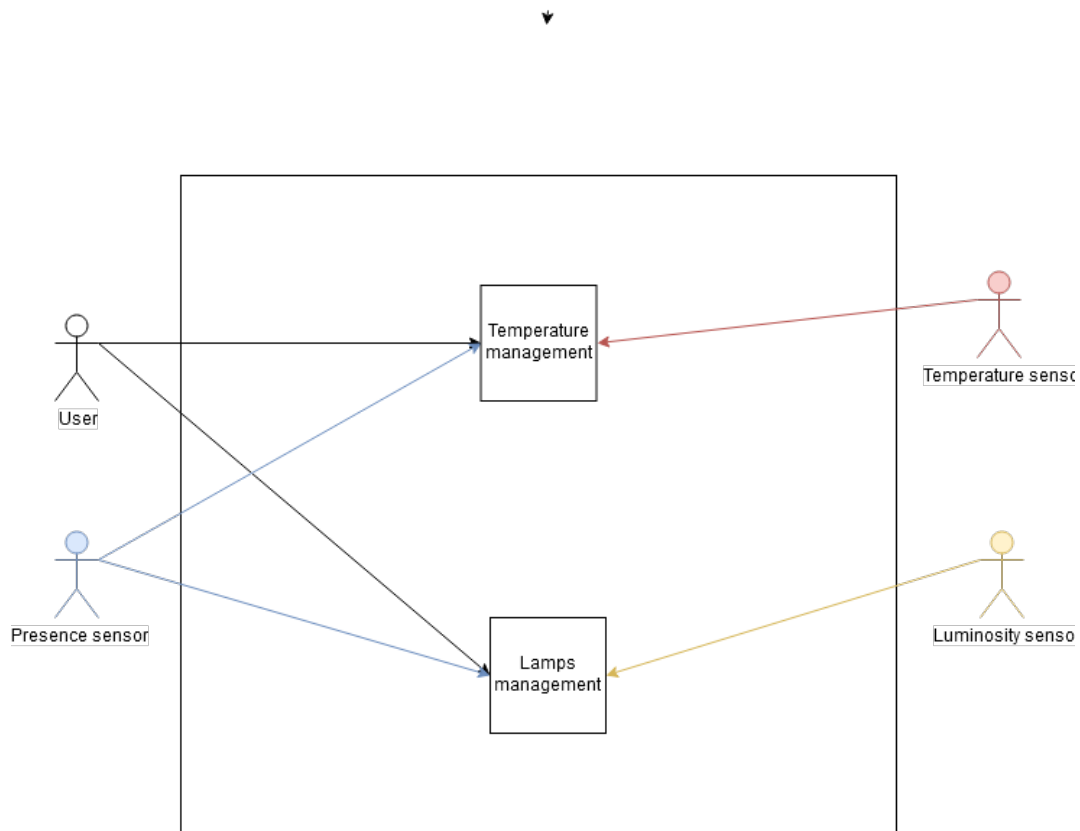 Temperature
management
Temperature senso
User
Presence sensor
Luminosity senso
Lamps
management